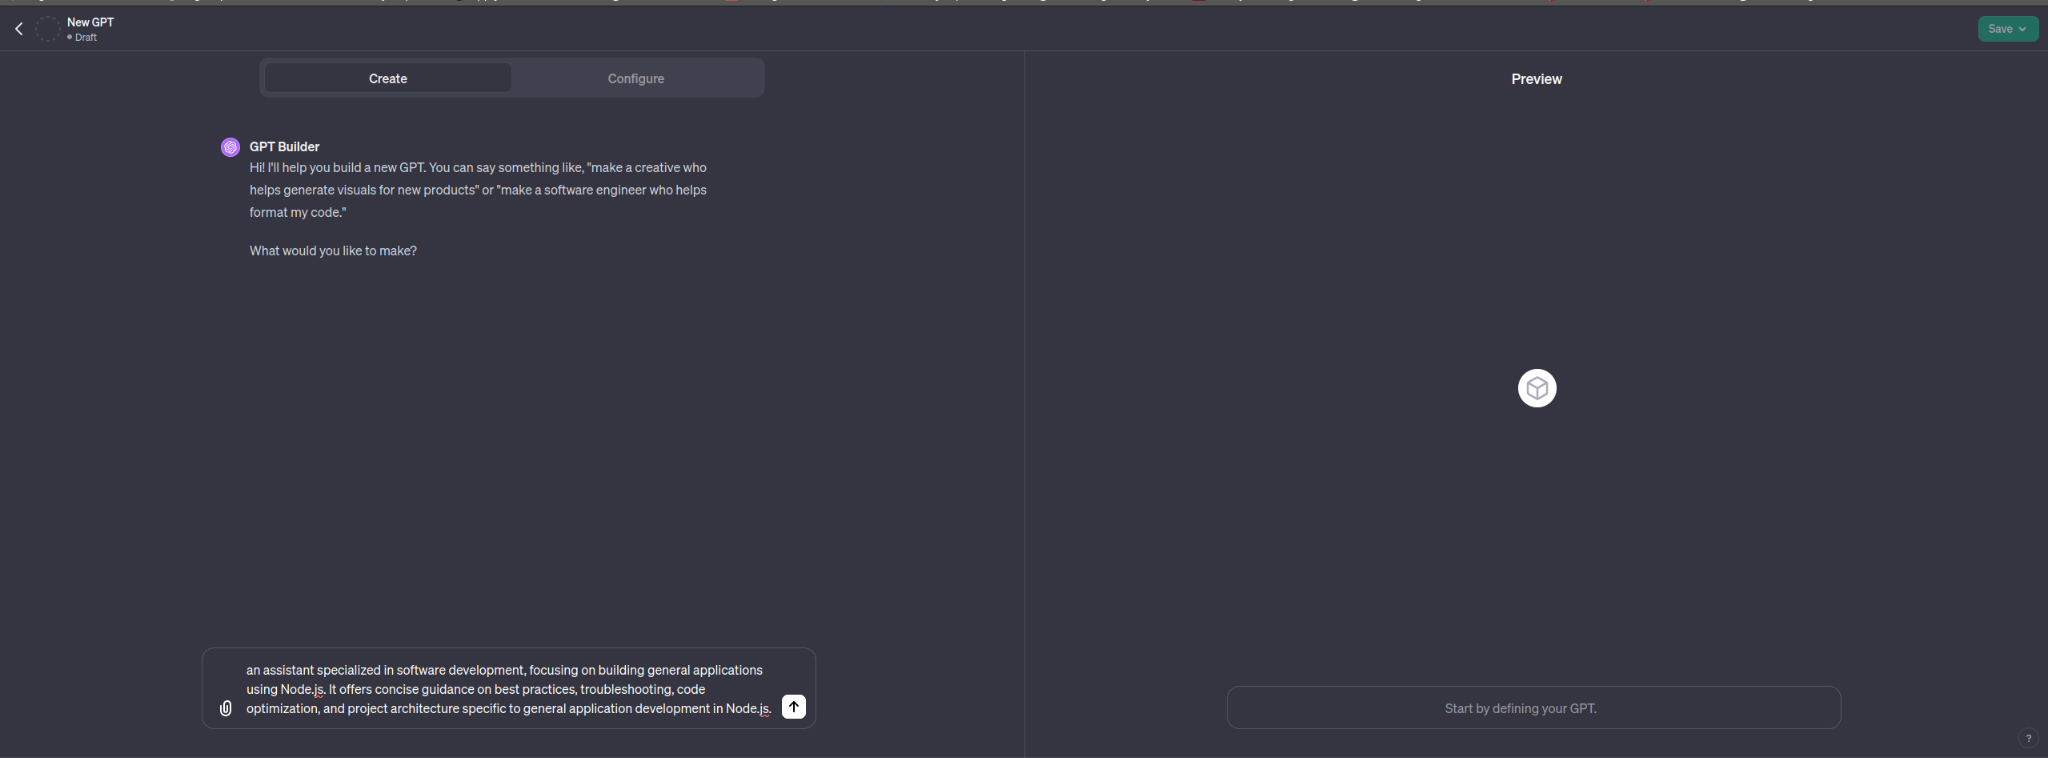 New GPT
Draft
Save
Create
Configure
Preview
GPT Builder
Hi! I'll help you build a new GPT. You can say something like, "make a creative who
helps generate visuals for new products" or "make a software engineer who helps
format my code."
What would you like to make?
an assistant specialized in software development, focusing on building general applications
using Node.js. It offers concise guidance on best practices, troubleshooting, code
optimization, and project architecture specific to general application development in Node.js.
Start by defining your GPT.
?